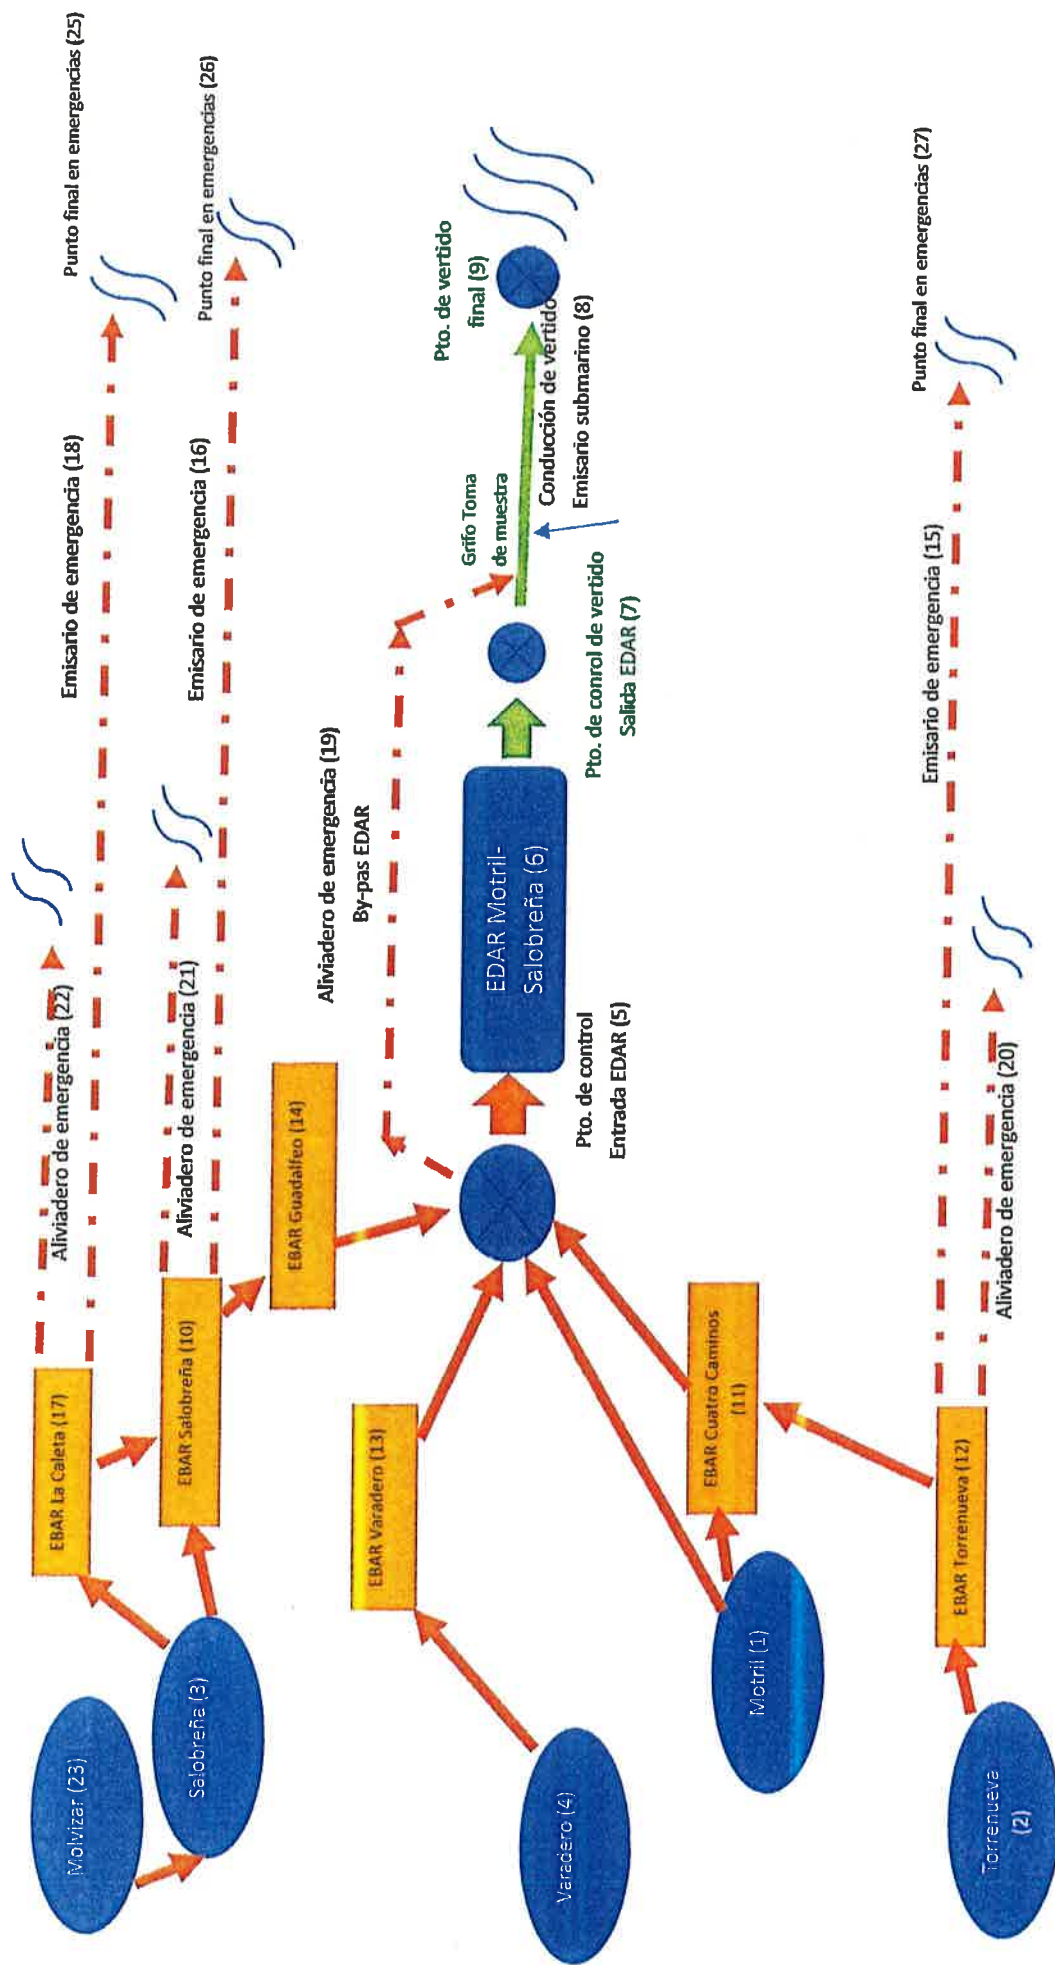 Molvizar (23)
Salobreña (3)
Varadero (4)
Motril (1)
Torrenueva
(2)
EBAR La Caleta (17)
EBAR Salobreña (10)
EBAR Guadalfeo (14)
EBAR Varadero (13)
EBAR Cuatro Caminos
(11)
EBAR Torrenueva (12)
Aliviadero de emergencia (22)
Emisario de emergencia (18)
Punto final en emergencias (25)
Aliviadero de emergencia (21)
Emisario de emergencia (16)
Punto final en emergencias (26)
Aliviadero de emergencia (19)
By-pas EDAR
Pto. de control
Entrada EDAR (5)
EDAR Motril-
Salobreña (6)
Pto. de conrol de vertido
Salida EDAR (7)
Grifo Toma
de muestra
Conducción de vertido
Emisario submarino (8)
Pto. de vertido
final (9)
Emisario de emergencia (15)
Punto final en emergencias (27)
Aliviadero de emergencia (20)